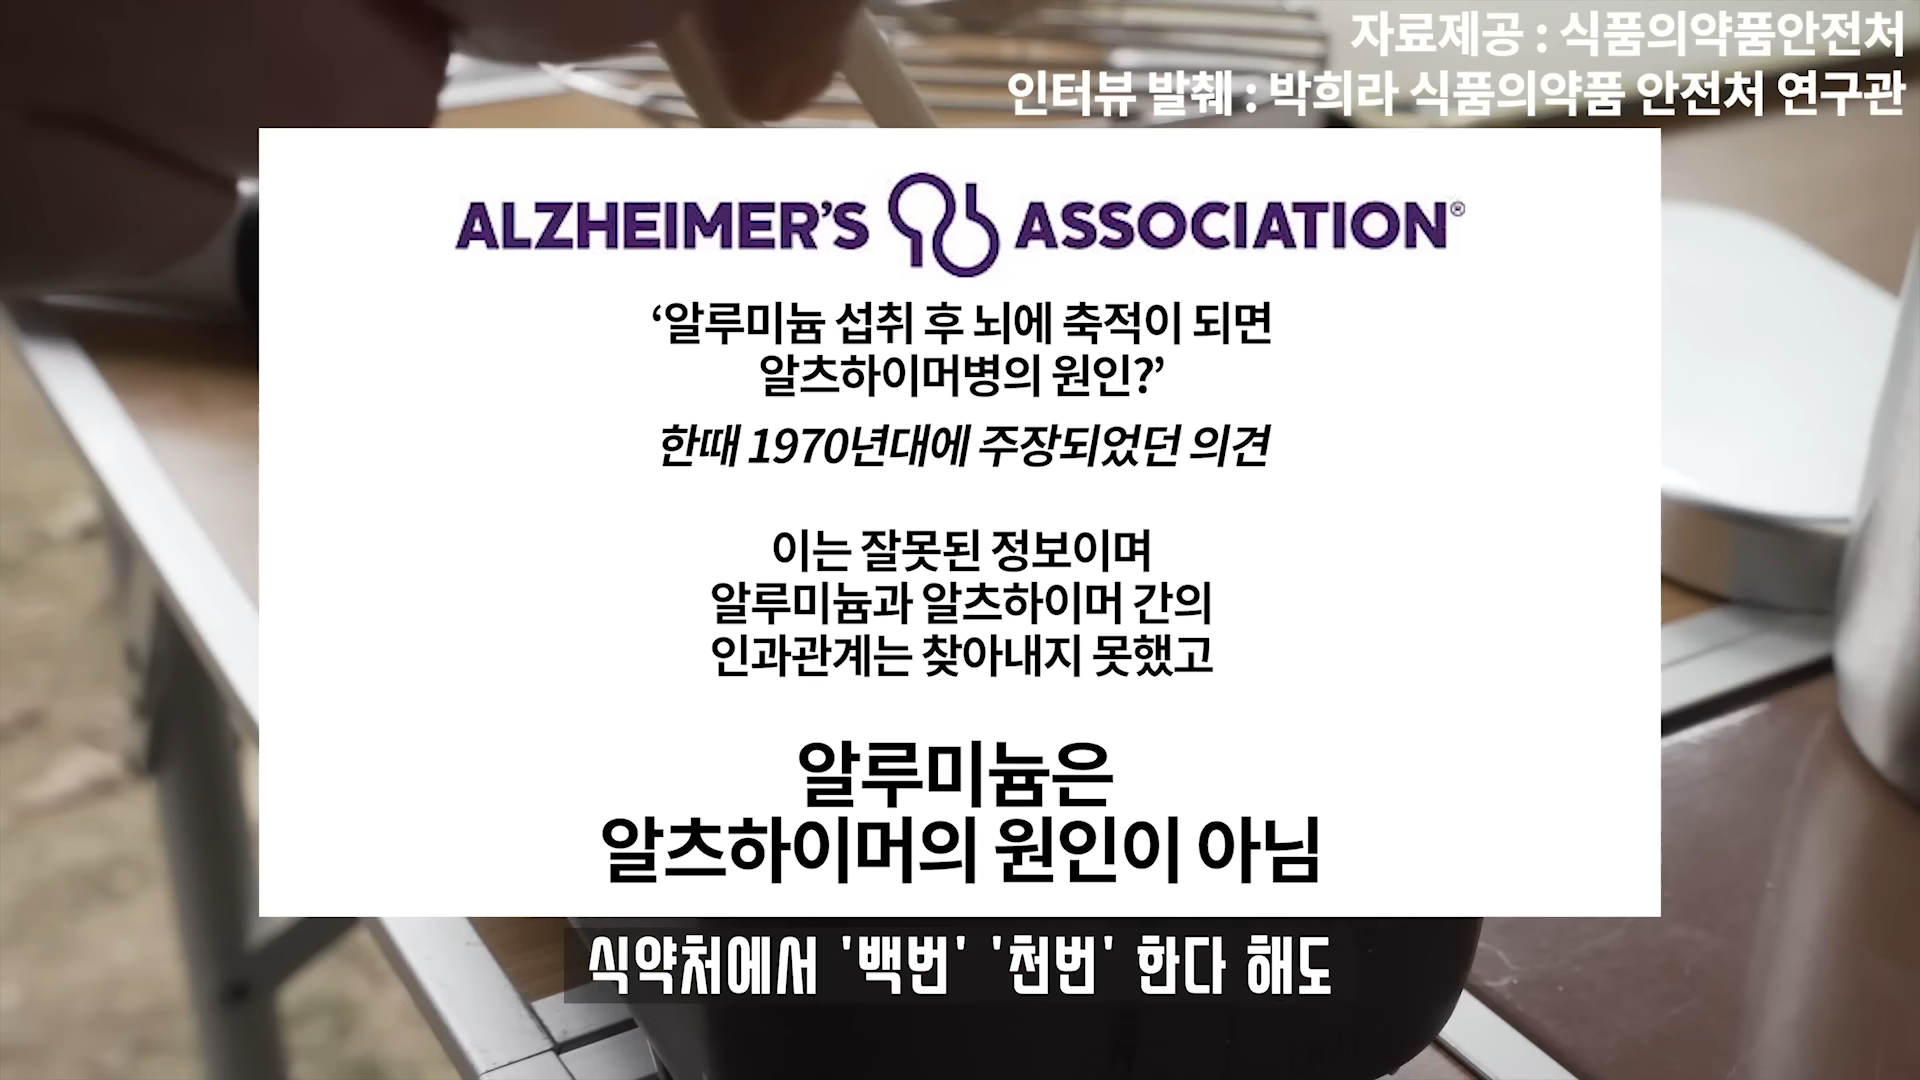 자료제공 : 식품의약품안전처
인터뷰 발췌 : 박희라 식품의약품 안전처 연구관
ALZHEIMER'S ASSOCIATION®
‘알루미늄 섭취 후 뇌에 축적이 되면
알츠하이머병의 원인?’
한때 1970년대에 주장되었던 의견
이는 잘못된 정보이며
알루미늄과 알츠하이머 간의
인과관계는 찾아내지 못했고
알루미늄은
알츠하이머의 원인이 아님
식약처에서 '백번' '천번' 한다 해도